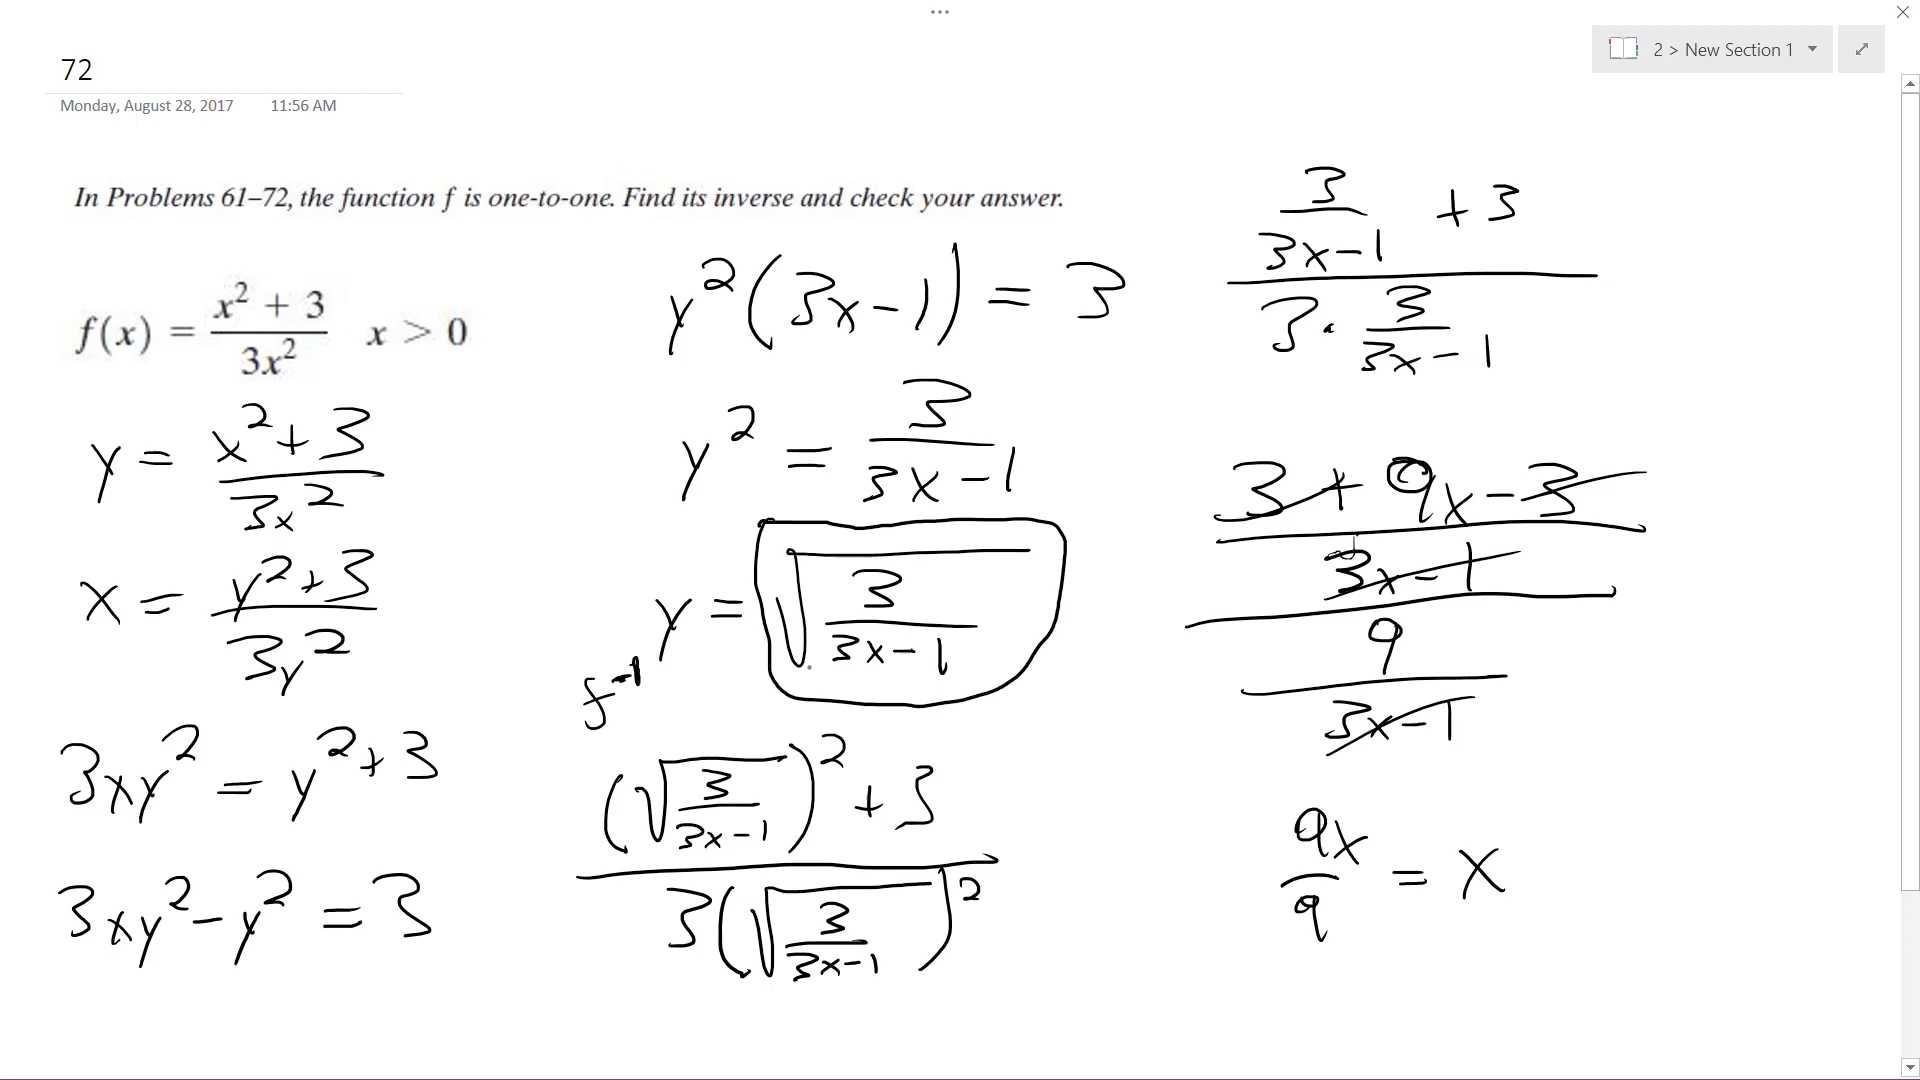 2 > New Section 1
72
Monday, August 28, 2017 11:56 AM
In Problems 61–72, the function f is one-to-one. Find its inverse and check your answer.
f(x) = (x² + 3)/(3x²) x > 0
y = (x² + 3)/(3x²)
x = (y² + 3)/(3y²)
3xy² = y² + 3
3xy² − y² = 3
y²(3x − 1) = 3
y² = 3/(3x − 1)
y = √(3/(3x − 1))
f⁻¹
((√(3/(3x − 1)))² + 3)/(3(√(3/(3x − 1)))²)
(3/(3x − 1) + 3)/(3 · 3/(3x − 1))
((3 + 9x − 3)/(3x − 1))/(9/(3x − 1))
9x/9 = x